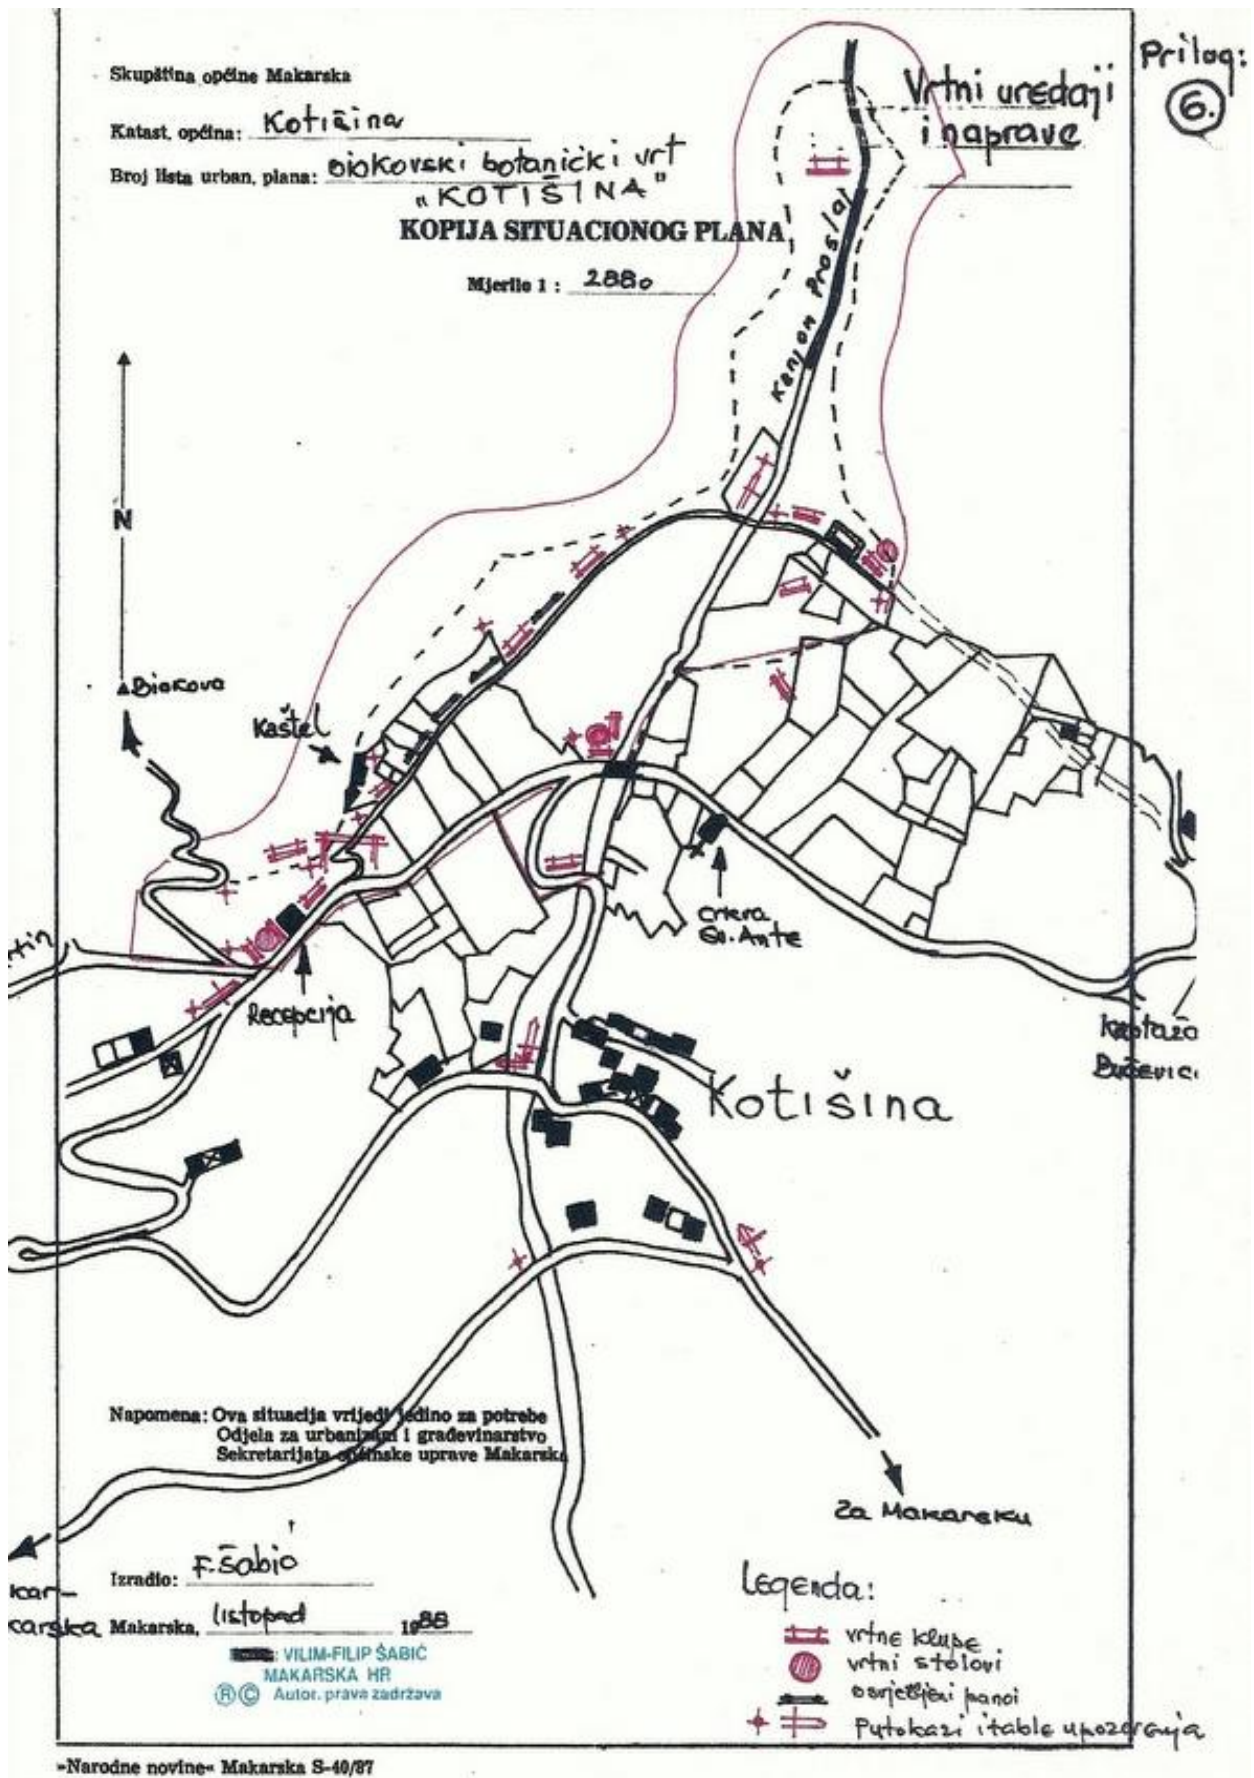 Prilog:
6.
Vrtni uređaji
i naprave
Skupština općine Makarska
Katast. općina: Kotišina
Broj lista urban. plana: Biokovski botanički vrt
"KOTIŠINA"
KOPIJA SITUACIONOG PLANA
Mjerilo 1 : 2880
Kanjon Proslap
N
Biokova
Kaštel
Crkva
Sv. Ante
Recepcija
Kotišina
Napomena: Ova situacija vrijedi jedino za potrebe
Odjela za urbanizam i građevinarstvo
Sekretarijata općinske uprave Makarska
Za Makarsku
Izradio: F. Šabić
Makarska, listopad 1988
: VILIM-FILIP ŠABIĆ
MAKARSKA HR
® © Autor. prava zadržava
Legenda:
vrtne klupe
vrtni stolovi
osvjetljeni panoi
Putokazi i table upozorenja
»Narodne novine« Makarska S-40/87